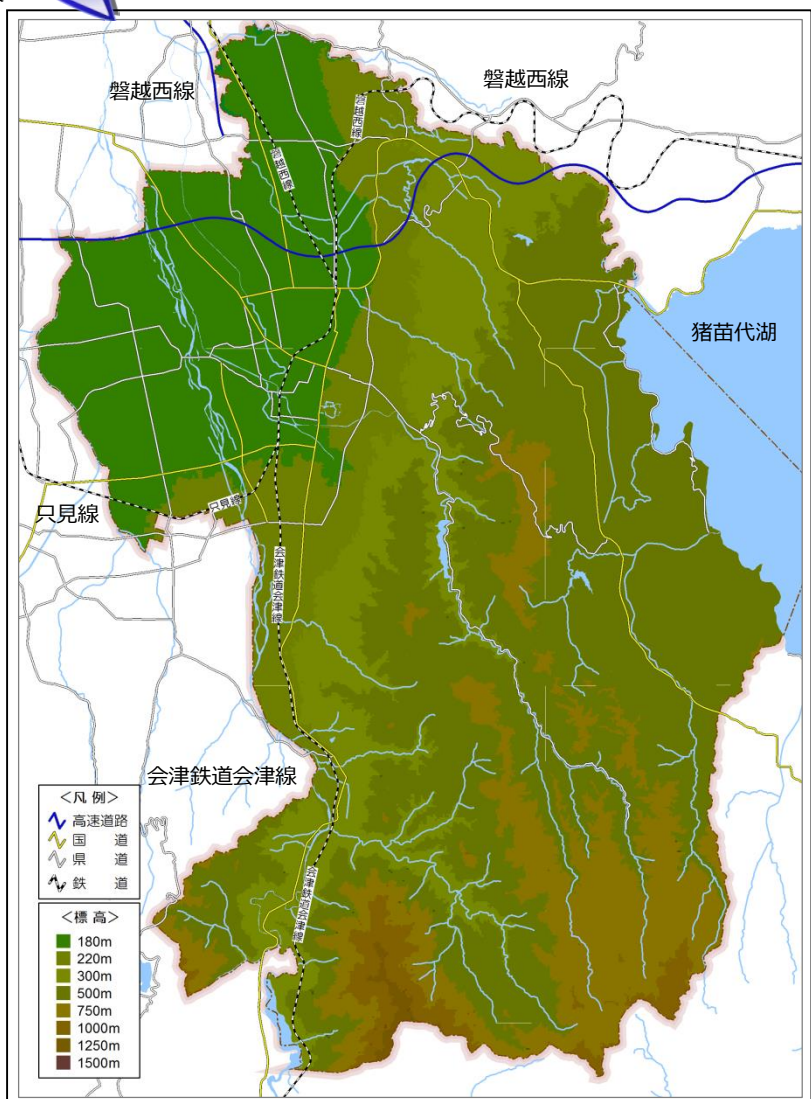 磐越西線
磐越西線
磐越西線
磐越西線
猪苗代湖
只見線
只見線
会津鉄道会津線
会津鉄道会津線
会津鉄道会津線
<凡 例>
高速道路
国 道
県 道
鉄 道
<標 高>
180m
220m
300m
500m
750m
1000m
1250m
1500m